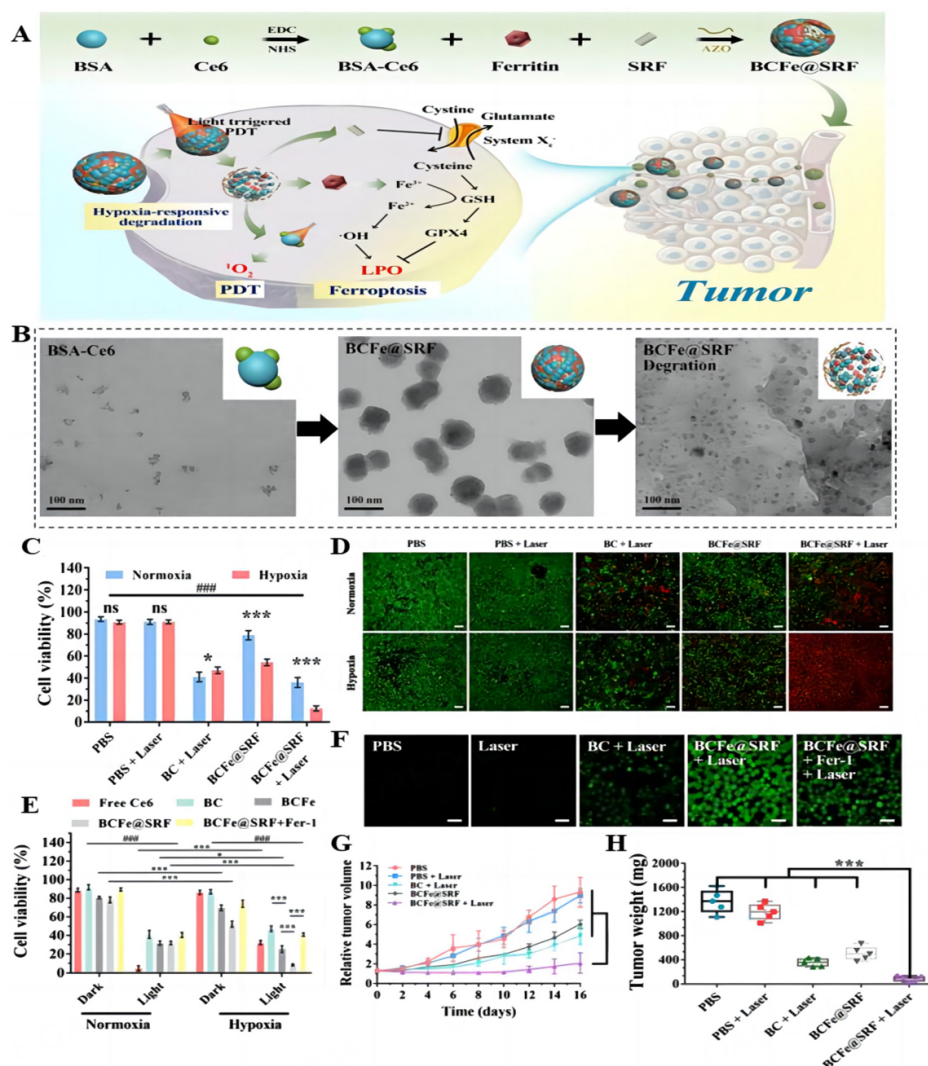 A
BSA + Ce6 EDC NHS BSA-Ce6 + Ferritin + SRF AZO BCFe@SRF
Light trrigered
PDT
Hypoxia-responsive
degradation
¹O₂
PDT
Cystine
Glutamate
System Xc⁻
Cysteine
Fe³⁺
Fe²⁺
GSH
·OH
GPX4
LPO
Ferroptosis
Tumor
B
BSA-Ce6
100 nm
BCFe@SRF
100 nm
BCFe@SRF
Degration
100 nm
C
Normoxia Hypoxia
###
ns ns * *** ***
Cell viability (%)
140
120
100
80
60
40
20
0
PBS
PBS + Laser
BC + Laser
BCFe@SRF
BCFe@SRF
+ Laser
D
PBS PBS + Laser BC + Laser BCFe@SRF BCFe@SRF + Laser
Normoxia
Hypoxia
E
Free Ce6 BC BCFe
BCFe@SRF BCFe@SRF+Fer-1
### ###
***
*
***
***
***
***
***
***
Cell viability (%)
140
120
100
80
60
40
20
0
Dark Light Dark Light
Normoxia Hypoxia
F
PBS
Laser
BC + Laser
BCFe@SRF
+ Laser
BCFe@SRF
+ Fer-1
+ Laser
G
PBS
PBS + Laser
BC + Laser
BCFe@SRF
BCFe@SRF + Laser
Relative tumor volume
12
10
8
6
4
2
0
0 2 4 6 8 10 12 14 16
Time (days)
H
***
Tumor weight (mg)
2000
1600
1200
800
400
0
PBS
PBS + Laser
BC + Laser
BCFe@SRF
BCFe@SRF + Laser